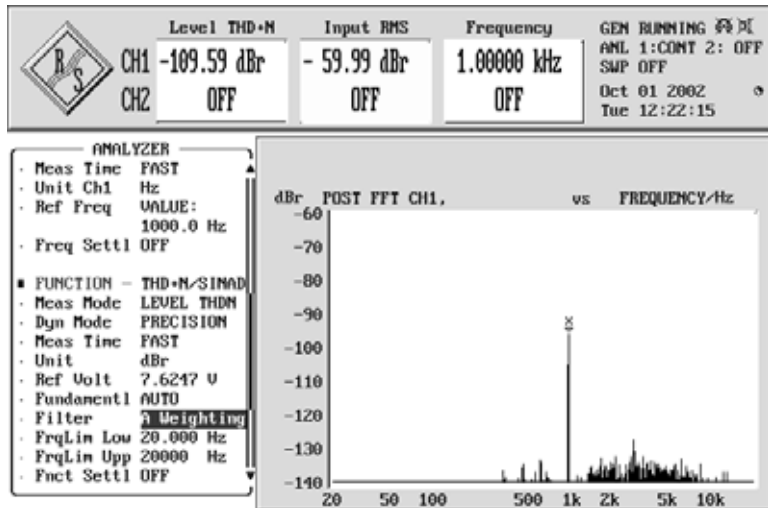 Level THD+N Input RMS Frequency
CH1 -109.59 dBr - 59.99 dBr 1.00000 kHz
CH2 OFF OFF OFF
R S
GEN RUNNING
ANL 1:CONT 2: OFF
SWP OFF
Oct 01 2002
Tue 12:22:15
ANALYZER
Meas Time FAST
Unit Ch1 Hz
Ref Freq VALUE:
1000.0 Hz
Freq Settl OFF
FUNCTION - THD+N/SINAD
Meas Mode LEVEL THDN
Dyn Mode PRECISION
Meas Time FAST
Unit dBr
Ref Volt 7.6247 V
Fundamentl AUTO
Filter A Weighting
FrqLim Low 20.000 Hz
FrqLim Upp 20000 Hz
Fnct Settl OFF
dBr POST FFT CH1, vs FREQUENCY/Hz
-60
-70
-80
-90
-100
-110
-120
-130
-140
20 50 100 500 1k 2k 5k 10k